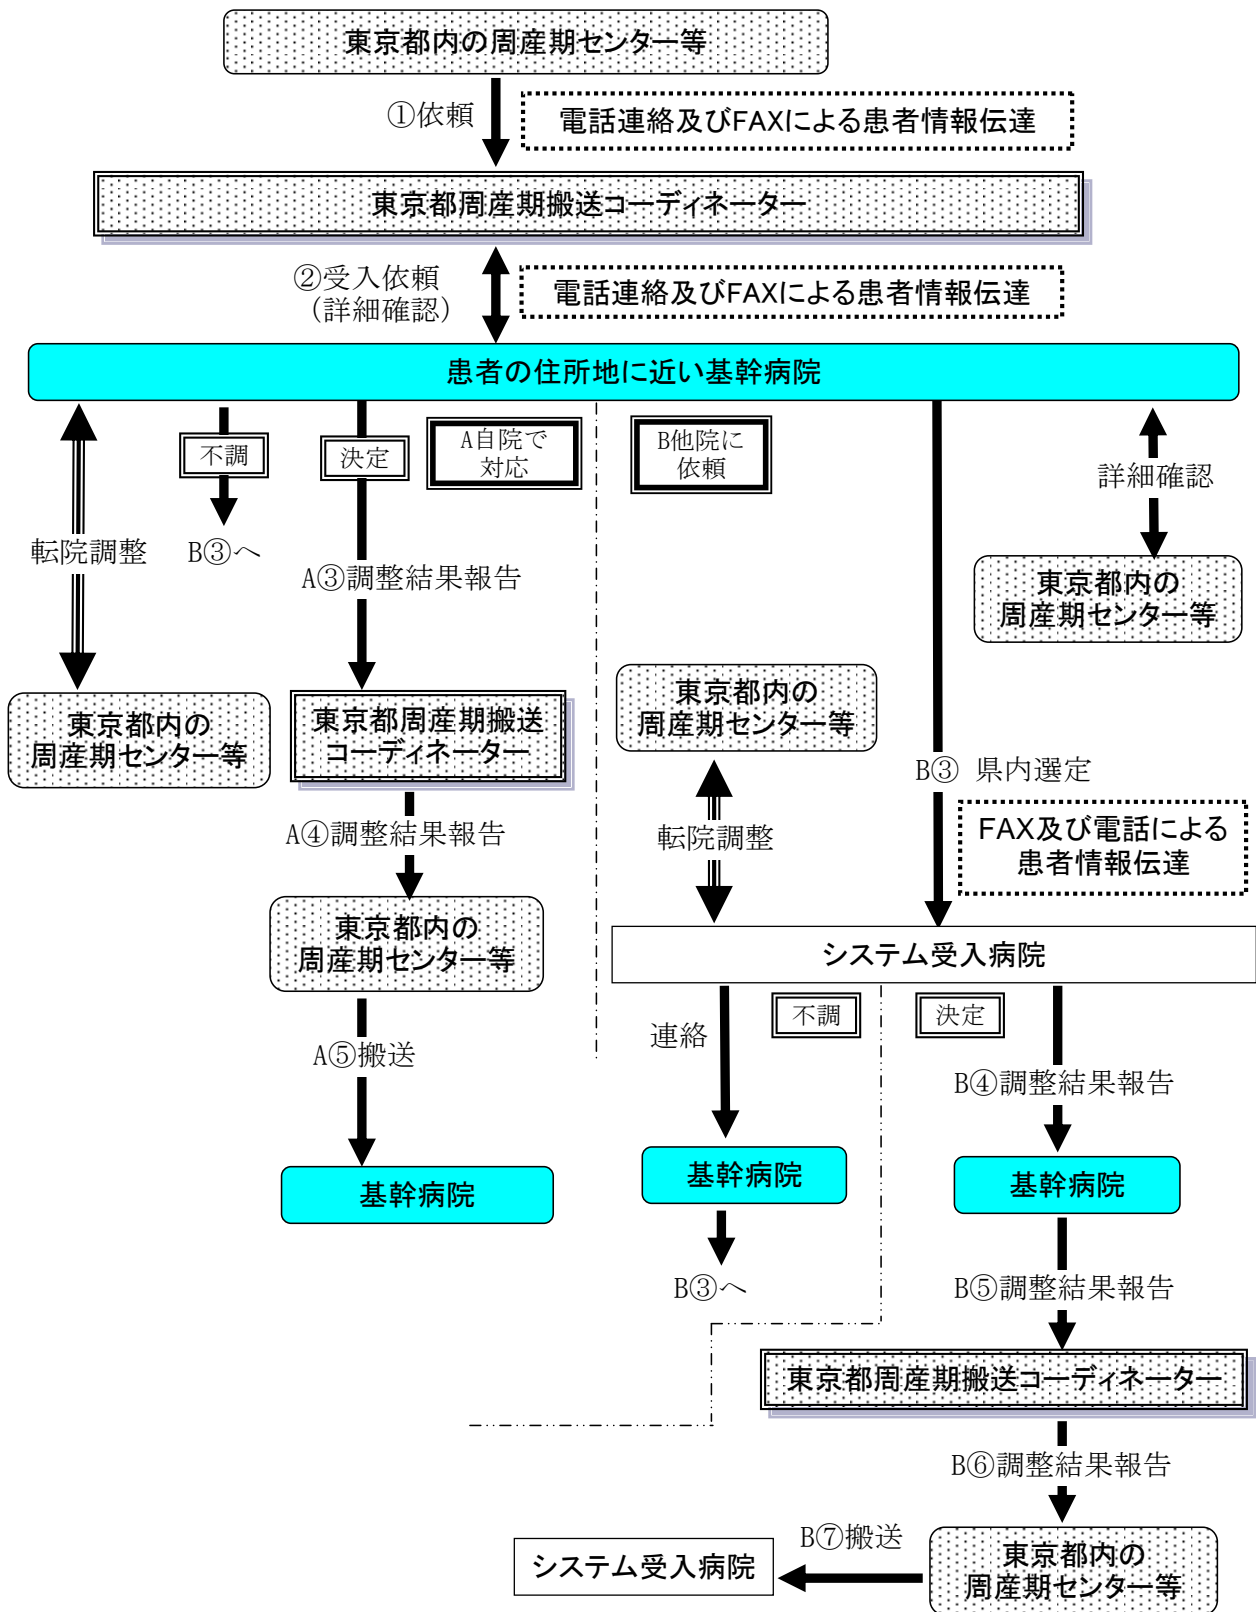 東京都内の周産期センター等
①依頼
電話連絡及びFAXによる患者情報伝達
東京都周産期搬送コーディネーター
②受入依頼
(詳細確認)
電話連絡及びFAXによる患者情報伝達
患者の住所地に近い基幹病院
不調
決定
A自院で
対応
B他院に
依頼
詳細確認
転院調整
B③へ
A③調整結果報告
東京都内の
周産期センター等
東京都内の
周産期センター等
東京都周産期搬送
コーディネーター
東京都内の
周産期センター等
B③ 県内選定
A④調整結果報告
転院調整
FAX及び電話による
患者情報伝達
東京都内の
周産期センター等
システム受入病院
不調
決定
連絡
A⑤搬送
B④調整結果報告
基幹病院
基幹病院
基幹病院
B③へ
B⑤調整結果報告
東京都周産期搬送コーディネーター
B⑥調整結果報告
B⑦搬送
システム受入病院
東京都内の
周産期センター等